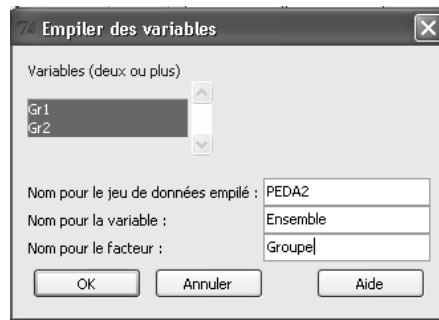 Empiler des variables
Variables (deux ou plus)
Gr1
Gr2
Nom pour le jeu de données empilé : PEDA2
Nom pour la variable : Ensemble
Nom pour le facteur : Groupe
OK Annuler Aide